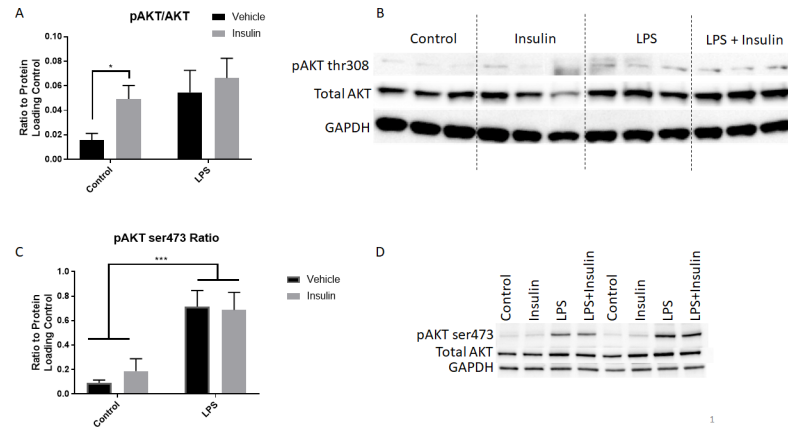 A
pAKT/AKT
Vehicle
Insulin
Ratio to Protein
Loading Control
0.10
0.08
0.06
0.04
0.02
0.00
*
Control
LPS
B
Control
Insulin
LPS
LPS + Insulin
pAKT thr308
Total AKT
GAPDH
C
pAKT ser473 Ratio
Vehicle
Insulin
Ratio to Protein
Loading Control
1.0
0.8
0.6
0.4
0.2
0.0
***
Control
LPS
D
Control
Insulin
LPS
LPS+Insulin
Control
Insulin
LPS
LPS+Insulin
pAKT ser473
Total AKT
GAPDH
1